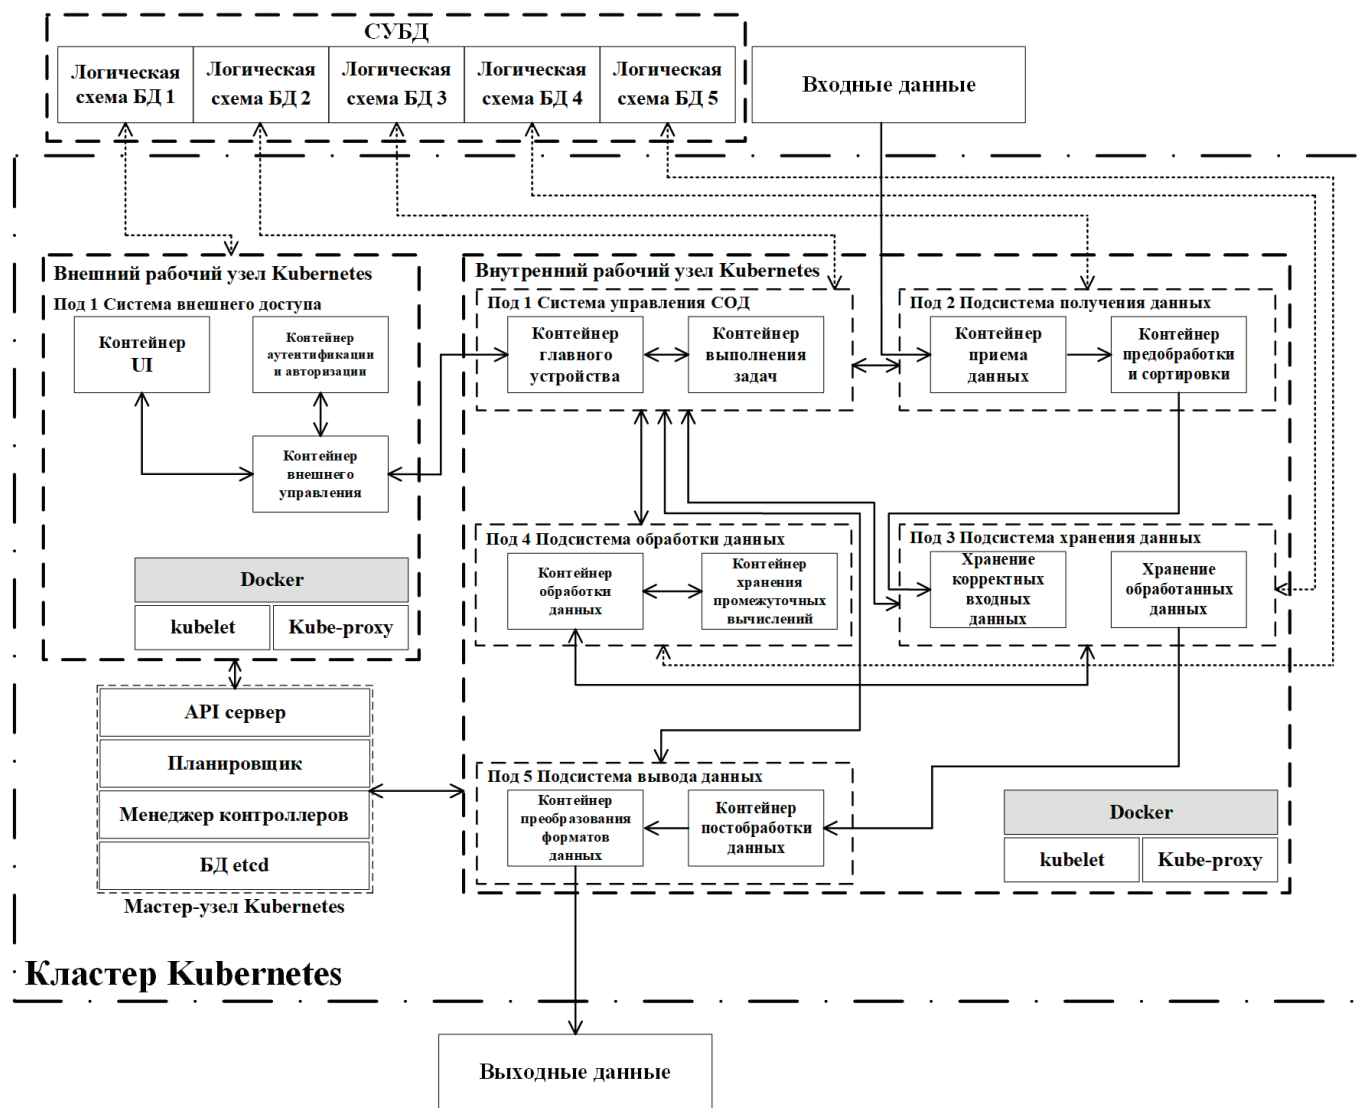 СУБД
Логическая
схема БД 1
Логическая
схема БД 2
Логическая
схема БД 3
Логическая
схема БД 4
Логическая
схема БД 5
Входные данные
Внешний рабочий узел Kubernetes
Под 1 Система внешнего доступа
Контейнер
UI
Контейнер
аутентификации
и авторизации
Контейнер
внешнего
управления
Docker
kubelet
Kube-proxy
Внутренний рабочий узел Kubernetes
Под 1 Система управления СОД
Контейнер
главного
устройства
Контейнер
выполнения
задач
Под 2 Подсистема получения данных
Контейнер
приема
данных
Контейнер
предобработки
и сортировки
Под 4 Подсистема обработки данных
Контейнер
обработки
данных
Контейнер
хранения
промежуточных
вычислений
Под 3 Подсистема хранения данных
Хранение
корректных
входных
данных
Хранение
обработанных
данных
API сервер
Планировщик
Менеджер контроллеров
БД etcd
Мастер-узел Kubernetes
Под 5 Подсистема вывода данных
Контейнер
преобразования
форматов
данных
Контейнер
постобработки
данных
Docker
kubelet
Kube-proxy
Кластер Kubernetes
Выходные данные